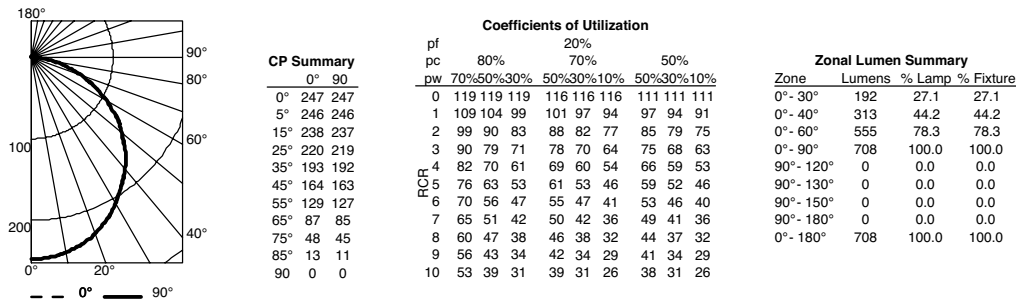 180°
90°
80°
60°
100
200
40°
0° 20°
0° 90°
CP Summary
0° 90
0° 247 247
5° 246 246
15° 238 237
25° 220 219
35° 193 192
45° 164 163
55° 129 127
65° 87 85
75° 48 45
85° 13 11
90 0 0
Coefficients of Utilization
pf 20%
pc 80% 70% 50%
pw 70%50%30% 50%30%10% 50%30%10%
RCR
0 119 119 119 116 116 116 111 111 111
1 109 104 99 101 97 94 97 94 91
2 99 90 83 88 82 77 85 79 75
3 90 79 71 78 70 64 75 68 63
4 82 70 61 69 60 54 66 59 53
5 76 63 53 61 53 46 59 52 46
6 70 56 47 55 47 41 53 46 40
7 65 51 42 50 42 36 49 41 36
8 60 47 38 46 38 32 44 37 32
9 56 43 34 42 34 29 41 34 29
10 53 39 31 39 31 26 38 31 26
Zonal Lumen Summary
Zone Lumens % Lamp % Fixture
0°- 30° 192 27.1 27.1
0°- 40° 313 44.2 44.2
0°- 60° 555 78.3 78.3
0°- 90° 708 100.0 100.0
90°- 120° 0 0.0 0.0
90°- 130° 0 0.0 0.0
90°- 150° 0 0.0 0.0
90°- 180° 0 0.0 0.0
0°- 180° 708 100.0 100.0